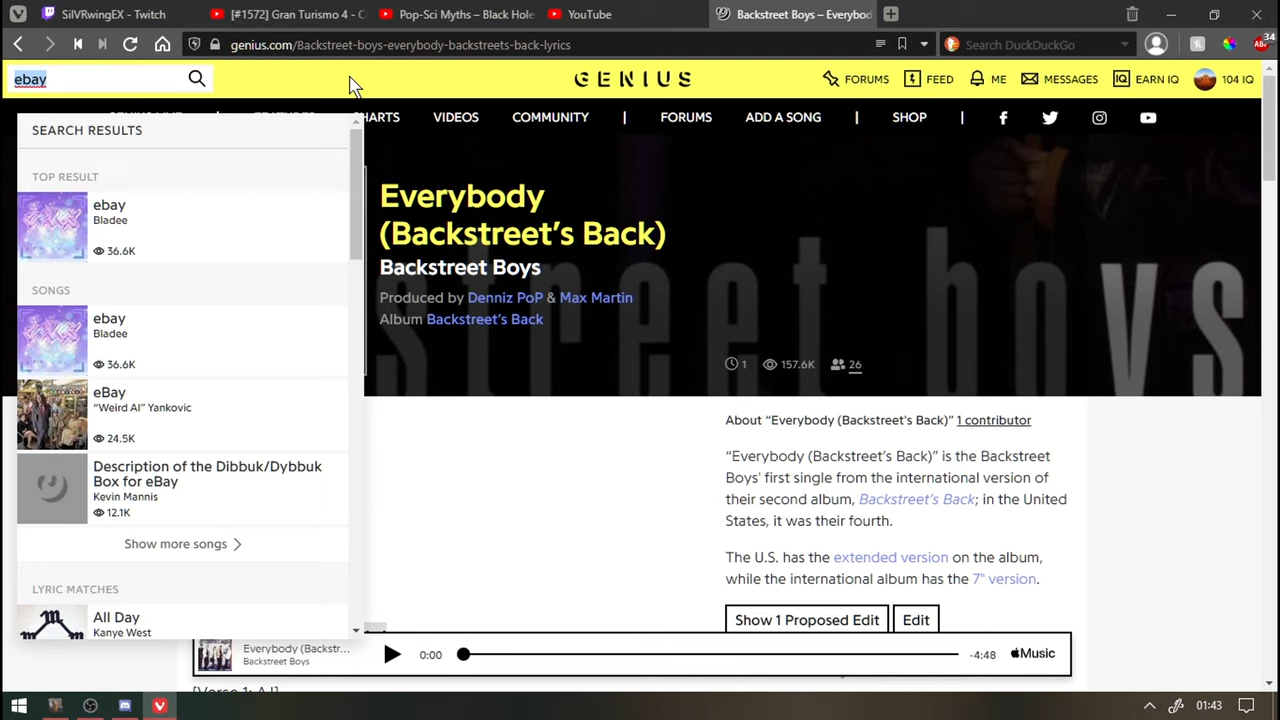 SilVRwingEX - Twitch
[#1572] Gran Turismo 4 - C
Pop-Sci Myths – Black Hole
YouTube
Backstreet Boys – Everybod
genius.com/Backstreet-boys-everybody-backstreets-back-lyrics
Search DuckDuckGo
34
ebay
GENIUS
FORUMS
FEED
ME
MESSAGES
IQ
EARN IQ
104 IQ
CHARTS
VIDEOS
COMMUNITY
|
FORUMS
ADD A SONG
|
SHOP
|
SEARCH RESULTS
TOP RESULT
ebay
Bladee
36.6K
SONGS
ebay
Bladee
36.6K
eBay
“Weird Al” Yankovic
24.5K
Description of the Dibbuk/Dybbuk
Box for eBay
Kevin Mannis
12.1K
Show more songs
LYRIC MATCHES
All Day
Kanye West
Everybody
(Backstreet’s Back)
Backstreet Boys
Produced by Denniz PoP & Max Martin
Album Backstreet’s Back
street boys
1
157.6K
26
About “Everybody (Backstreet's Back)” 1 contributor
“Everybody (Backstreet’s Back)” is the Backstreet
Boys' first single from the international version of
their second album, Backstreet’s Back; in the United
States, it was their fourth.
The U.S. has the extended version on the album,
while the international album has the 7" version.
Show 1 Proposed Edit
Edit
Everybody (Backstr...
Backstreet Boys
0:00
-4:48
Music
[Verse 1: AJ]
01:43